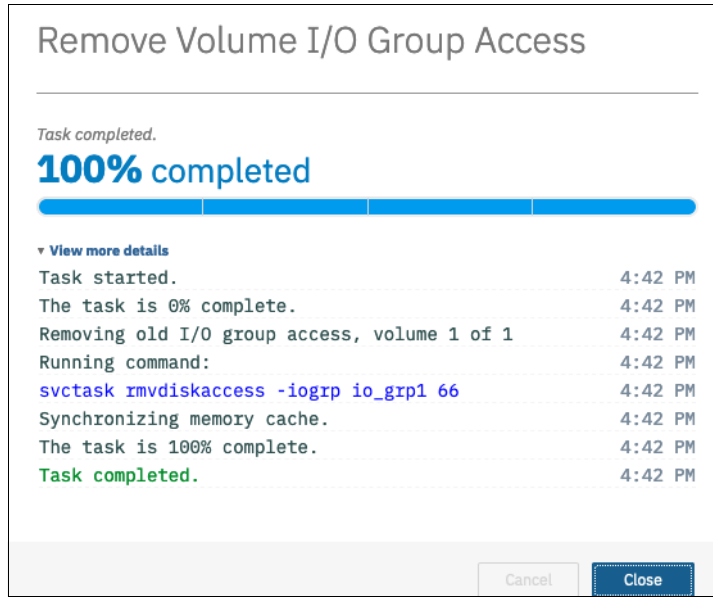 Remove Volume I/O Group Access
Task completed.
100% completed
View more details
Task started. 4:42 PM
The task is 0% complete. 4:42 PM
Removing old I/O group access, volume 1 of 1 4:42 PM
Running command: 4:42 PM
svctask rmvdiskaccess -iogrp io_grp1 66 4:42 PM
Synchronizing memory cache. 4:42 PM
The task is 100% complete. 4:42 PM
Task completed. 4:42 PM
Cancel Close